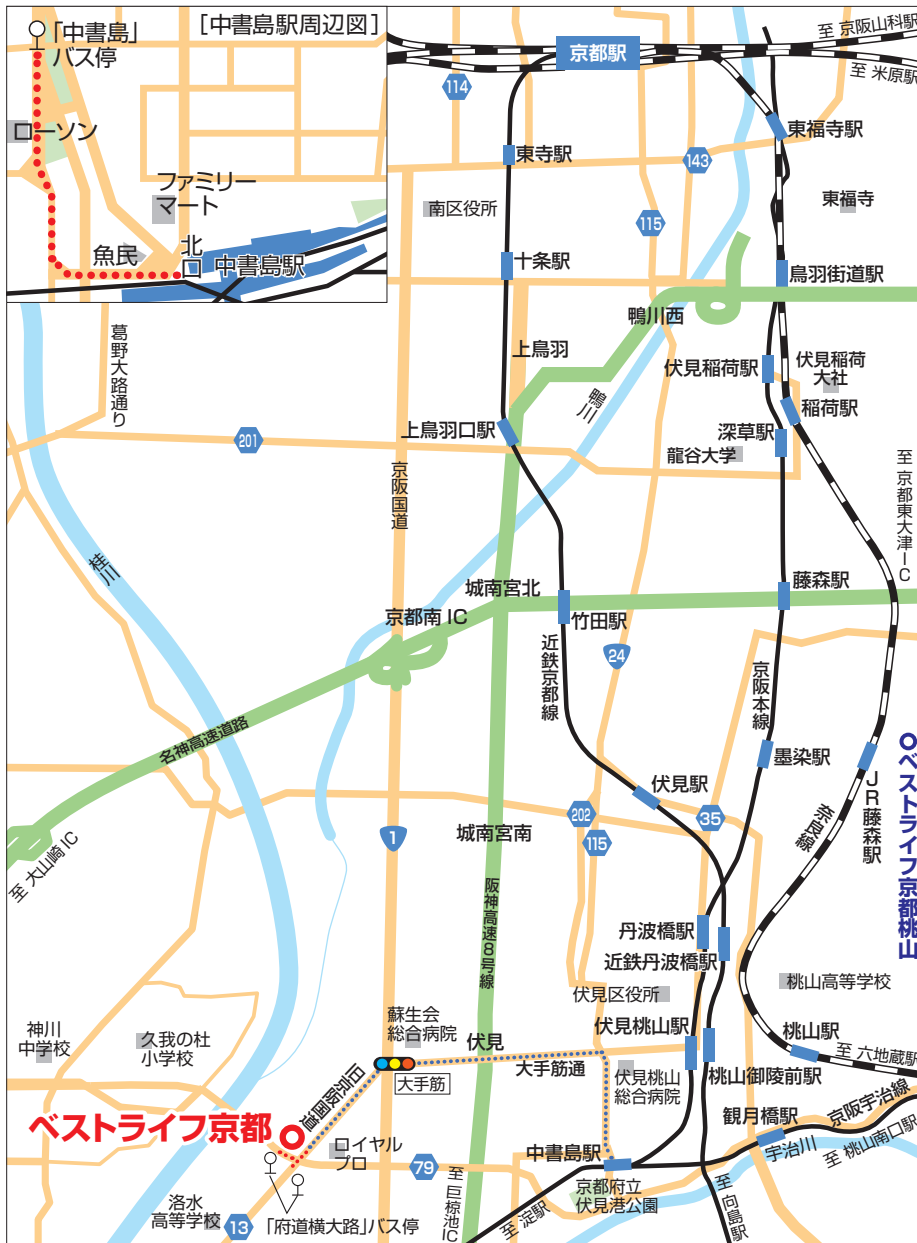 「中書島」
バス停
[中書島駅周辺図]
ローソン
ファミリー
マート
魚民
北口
中書島駅
京都駅
至 京阪山科駅
至 米原駅
114
東福寺駅
東寺駅
143
南区役所
東福寺
115
十条駅
鳥羽街道駅
鴨川西
葛野大路通り
上鳥羽
伏見稲荷駅
伏見稲荷
大社
鴨川
稲荷駅
上鳥羽口駅
深草駅
201
龍谷大学
京阪国道
至 京都東大津IC
桂川
城南宮北
藤森駅
京都南 IC
竹田駅
近鉄京都線
24
京阪本線
名神高速道路
墨染駅
JR藤森駅
奈良線
ベストライフ京都桃山
伏見駅
202
35
1
城南宮南
115
至 大山崎 IC
阪神高速8号線
丹波橋駅
近鉄丹波橋駅
伏見区役所
桃山高等学校
蘇生会
総合病院
伏見
伏見桃山駅
神川
中学校
久我の杜
小学校
桃山駅
至 六地蔵駅
大手筋
大手筋通
伏見桃山
総合病院
桃山御陵前駅
旧京阪国道
観月橋駅
京阪宇治線
ベストライフ京都
ロイヤル
プロ
中書島駅
宇治川
至 桃山南口駅
79
至 巨椋池IC
京都府立
伏見港公園
至 向島駅
至 淀駅
洛水
高等学校
13
「府道横大路」バス停